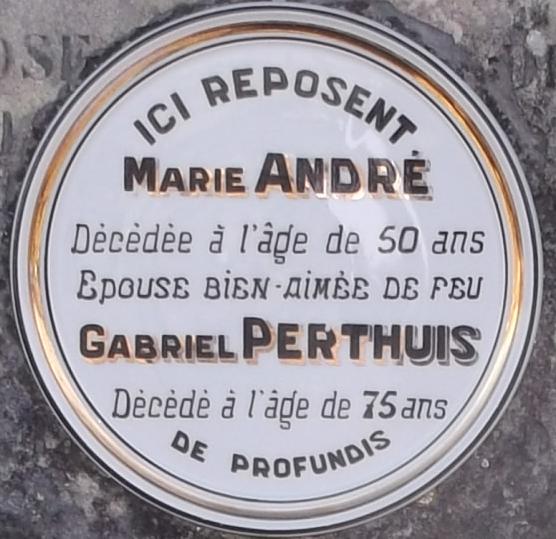 ICI REPOSENT
MARIE ANDRÉ
Décédée à l'âge de 50 ans
EPOUSE BIEN-AIMÉE DE FEU
GABRIEL PERTHUIS
Décédé à l'âge de 75 ans
DE PROFUNDIS